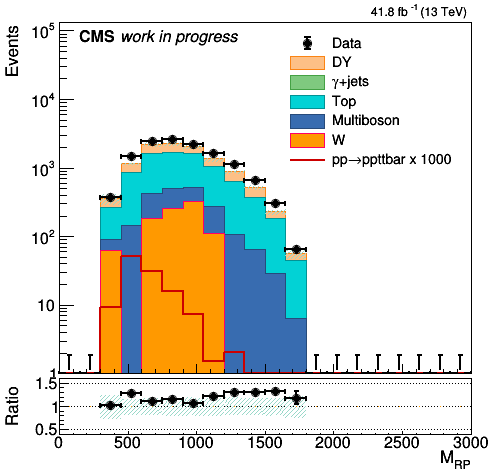 41.8 fb⁻¹ (13 TeV)
CMS work in progress
Events
10⁵
10⁴
10³
10²
10
1
Data
DY
γ+jets
Top
Multiboson
W
pp→ppttbar x 1000
Ratio
1.5
1
0.5
0 500 1000 1500 2000 2500 3000
M_RP